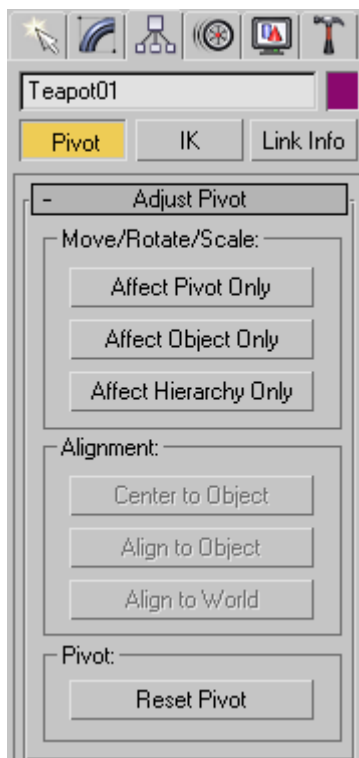 Teapot01
Pivot IK Link Info
- Adjust Pivot
Move/Rotate/Scale:
Affect Pivot Only
Affect Object Only
Affect Hierarchy Only
Alignment:
Center to Object
Align to Object
Align to World
Pivot:
Reset Pivot